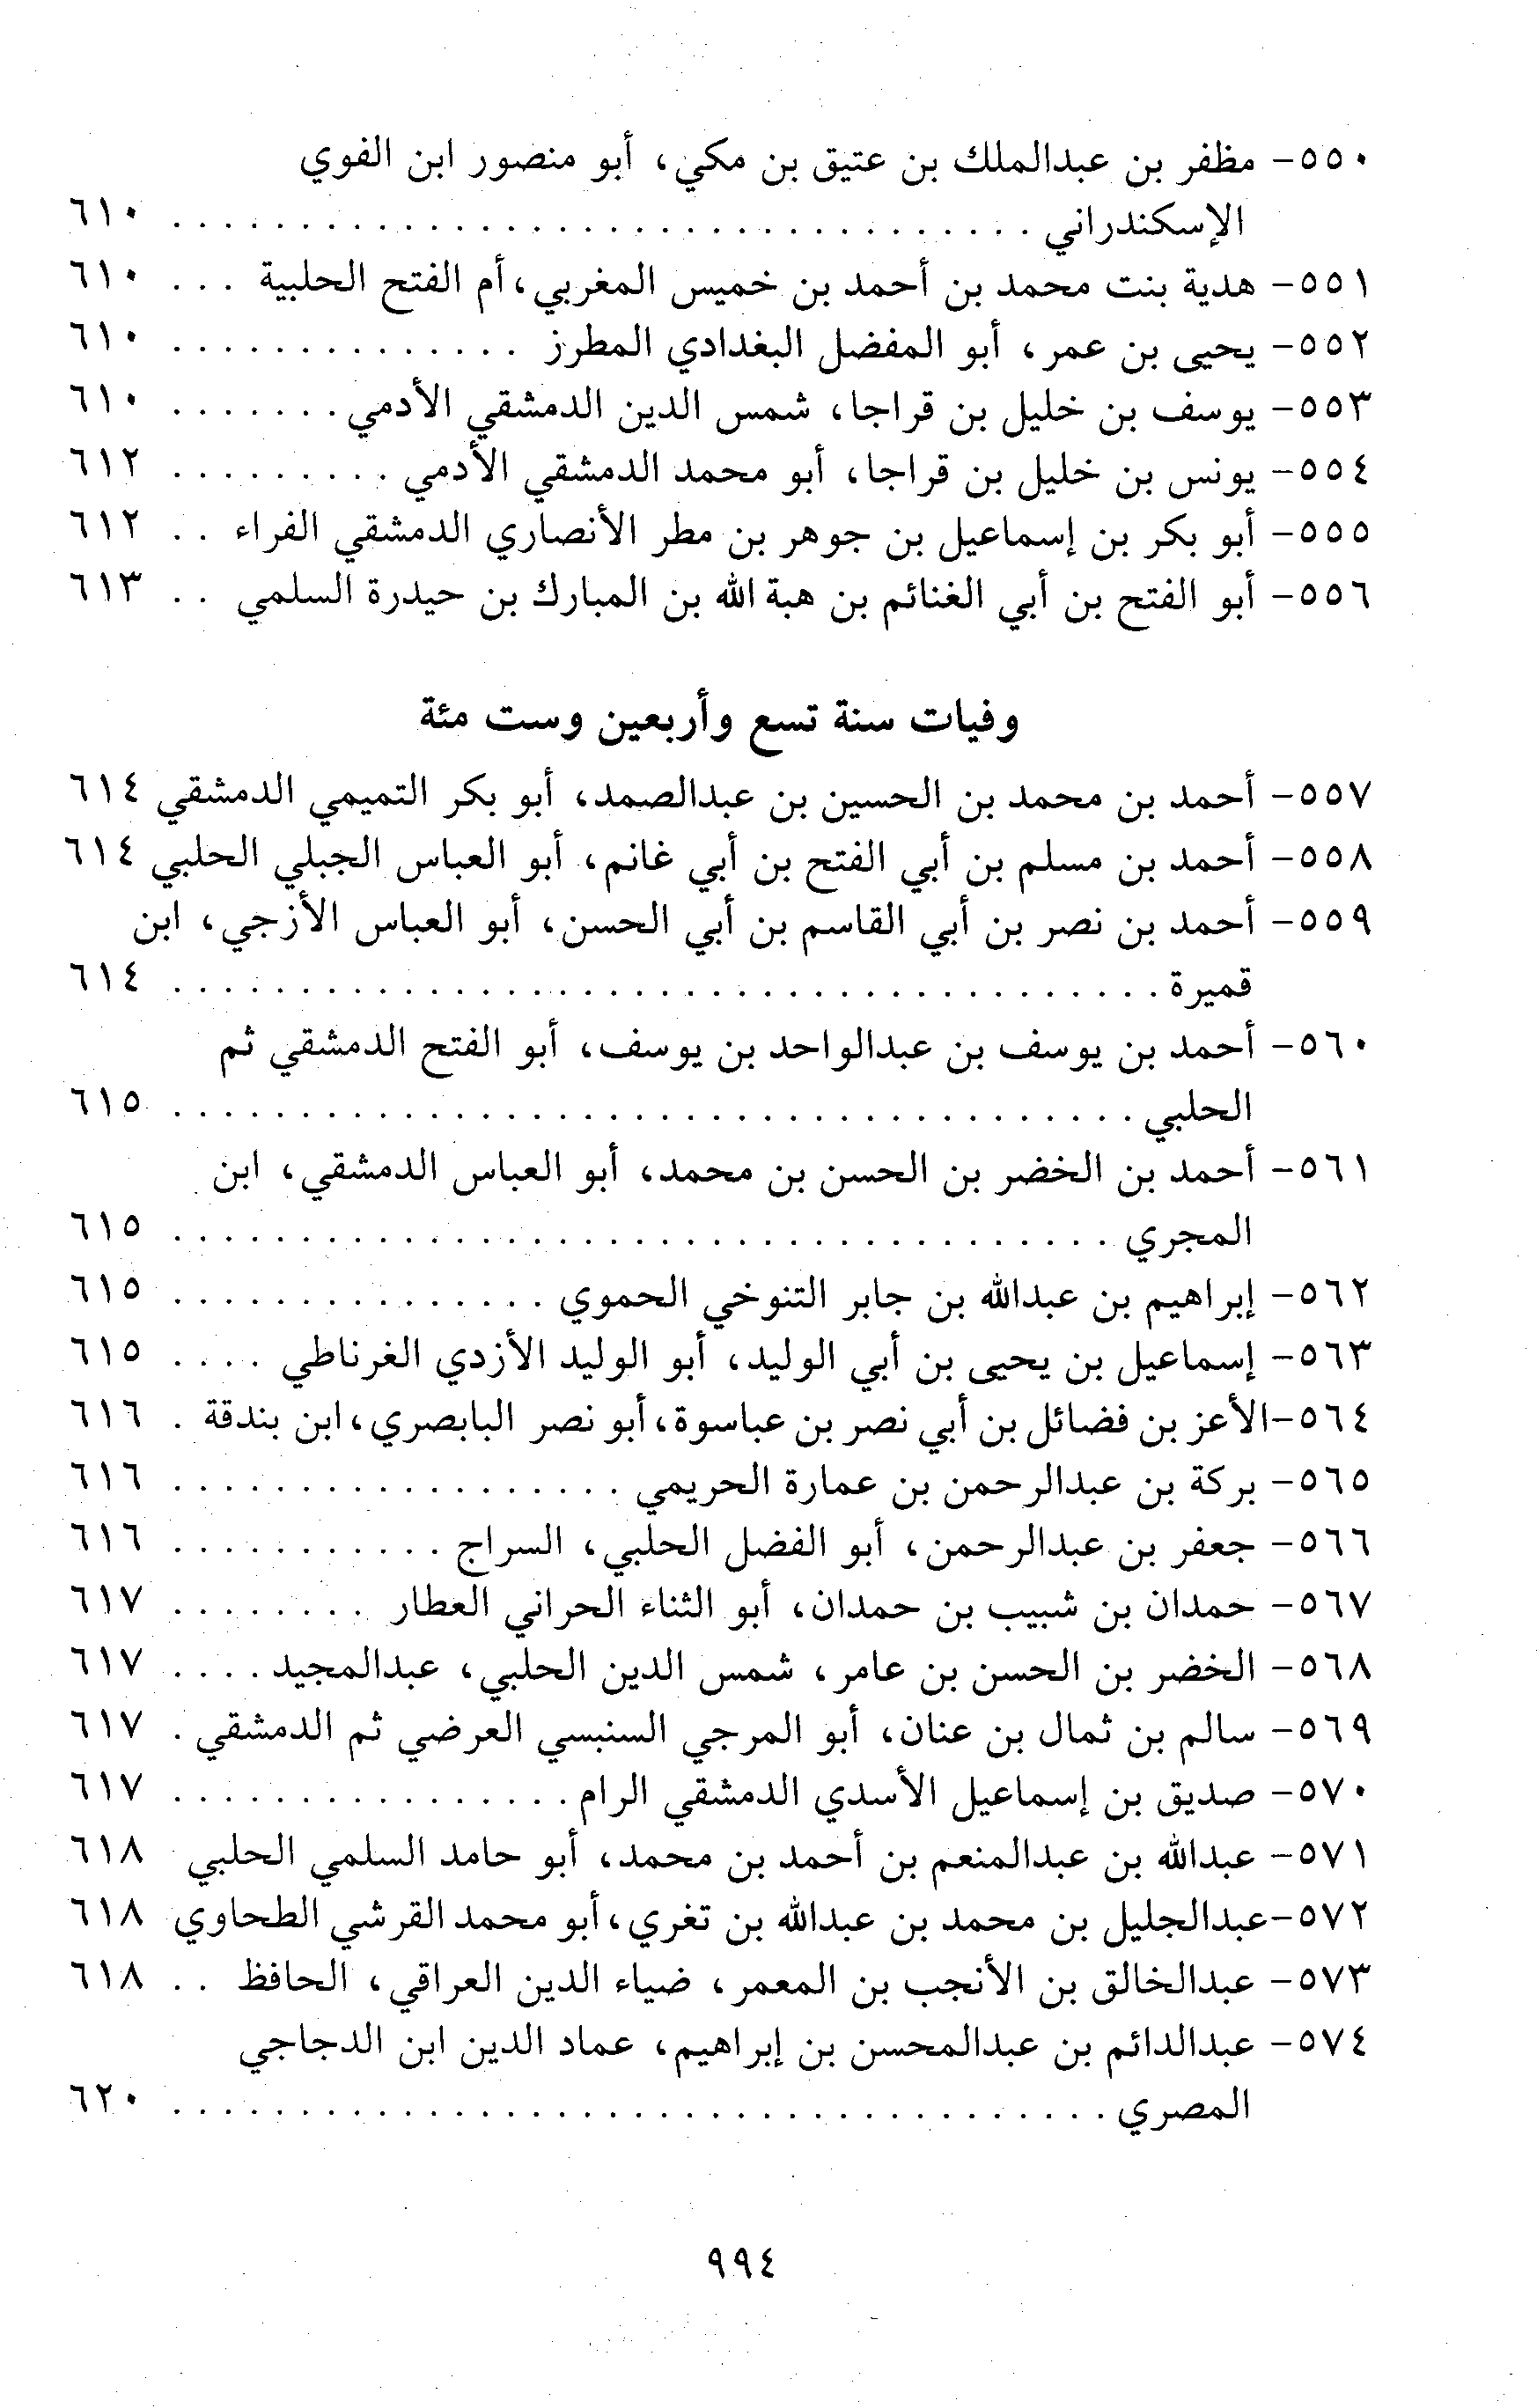 ٥٥٠- مظفر بن عبدالملك بن عتيق بن مكي، أبو منصور ابن الفوي
الإسكندراني . . . . . . . . . . . . . . . . . . . . . . . . . . . . . . . . . . ٦١٠
٥٥١- هدية بنت محمد بن أحمد بن خميس المغربي، أم الفتح الحلبية . . . ٦١٠
٥٥٢- يحيى بن عمر، أبو المفضل البغدادي المطرز . . . . . . . . . . . . . . ٦١٠
٥٥٣- يوسف بن خليل بن قراجا، شمس الدين الدمشقي الأدمي . . . . . . . ٦١٠
٥٥٤- يونس بن خليل بن قراجا، أبو محمد الدمشقي الأدمي . . . . . . . . . ٦١٢
٥٥٥- أبو بكر بن إسماعيل بن جوهر بن مطر الأنصاري الدمشقي الفراء . . ٦١٢
٥٥٦- أبو الفتح بن أبي الغنائم بن هبة الله بن المبارك بن حيدرة السلمي . . ٦١٣
وفيات سنة تسع وأربعين وست مئة
٥٥٧- أحمد بن محمد بن الحسين بن عبدالصمد، أبو بكر التميمي الدمشقي ٦١٤
٥٥٨- أحمد بن مسلم بن أبي الفتح بن أبي غانم، أبو العباس الجبلي الحلبي ٦١٤
٥٥٩- أحمد بن نصر بن أبي القاسم بن أبي الحسن، أبو العباس الأزجي، ابن
قميرة . . . . . . . . . . . . . . . . . . . . . . . . . . . . . . . . . . . . . . . ٦١٤
٥٦٠- أحمد بن يوسف بن عبدالواحد بن يوسف، أبو الفتح الدمشقي ثم
الحلبي . . . . . . . . . . . . . . . . . . . . . . . . . . . . . . . . . . . . . . ٦١٥
٥٦١- أحمد بن الخضر بن الحسن بن محمد، أبو العباس الدمشقي، ابن
المجري . . . . . . . . . . . . . . . . . . . . . . . . . . . . . . . . . . . . . ٦١٥
٥٦٢- إبراهيم بن عبدالله بن جابر التنوخي الحموي . . . . . . . . . . . . . . . ٦١٥
٥٦٣- إسماعيل بن يحيى بن أبي الوليد، أبو الوليد الأزدي الغرناطي . . . . ٦١٥
٥٦٤-الأعز بن فضائل بن أبي نصر بن عباسوة، أبو نصر البابصري، ابن بندقة . ٦١٦
٥٦٥- بركة بن عبدالرحمن بن عمارة الحريمي . . . . . . . . . . . . . . . . . . ٦١٦
٥٦٦- جعفر بن عبدالرحمن، أبو الفضل الحلبي، السراج . . . . . . . . . . . ٦١٦
٥٦٧- حمدان بن شبيب بن حمدان، أبو الثناء الحراني العطار . . . . . . . . ٦١٧
٥٦٨- الخضر بن الحسن بن عامر، شمس الدين الحلبي، عبدالمجيد . . . . ٦١٧
٥٦٩- سالم بن ثمال بن عنان، أبو المرجي السنبسي العرضي ثم الدمشقي . ٦١٧
٥٧٠- صديق بن إسماعيل الأسدي الدمشقي الرام . . . . . . . . . . . . . . . . ٦١٧
٥٧١- عبدالله بن عبدالمنعم بن أحمد بن محمد، أبو حامد السلمي الحلبي ٦١٨
٥٧٢-عبدالجليل بن محمد بن عبدالله بن تغري، أبو محمد القرشي الطحاوي ٦١٨
٥٧٣- عبدالخالق بن الأنجب بن المعمر، ضياء الدين العراقي، الحافظ . . ٦١٨
٥٧٤- عبدالدائم بن عبدالمحسن بن إبراهيم، عماد الدين ابن الدجاجي
المصري . . . . . . . . . . . . . . . . . . . . . . . . . . . . . . . . . . . . . ٦٢٠
٩٩٤